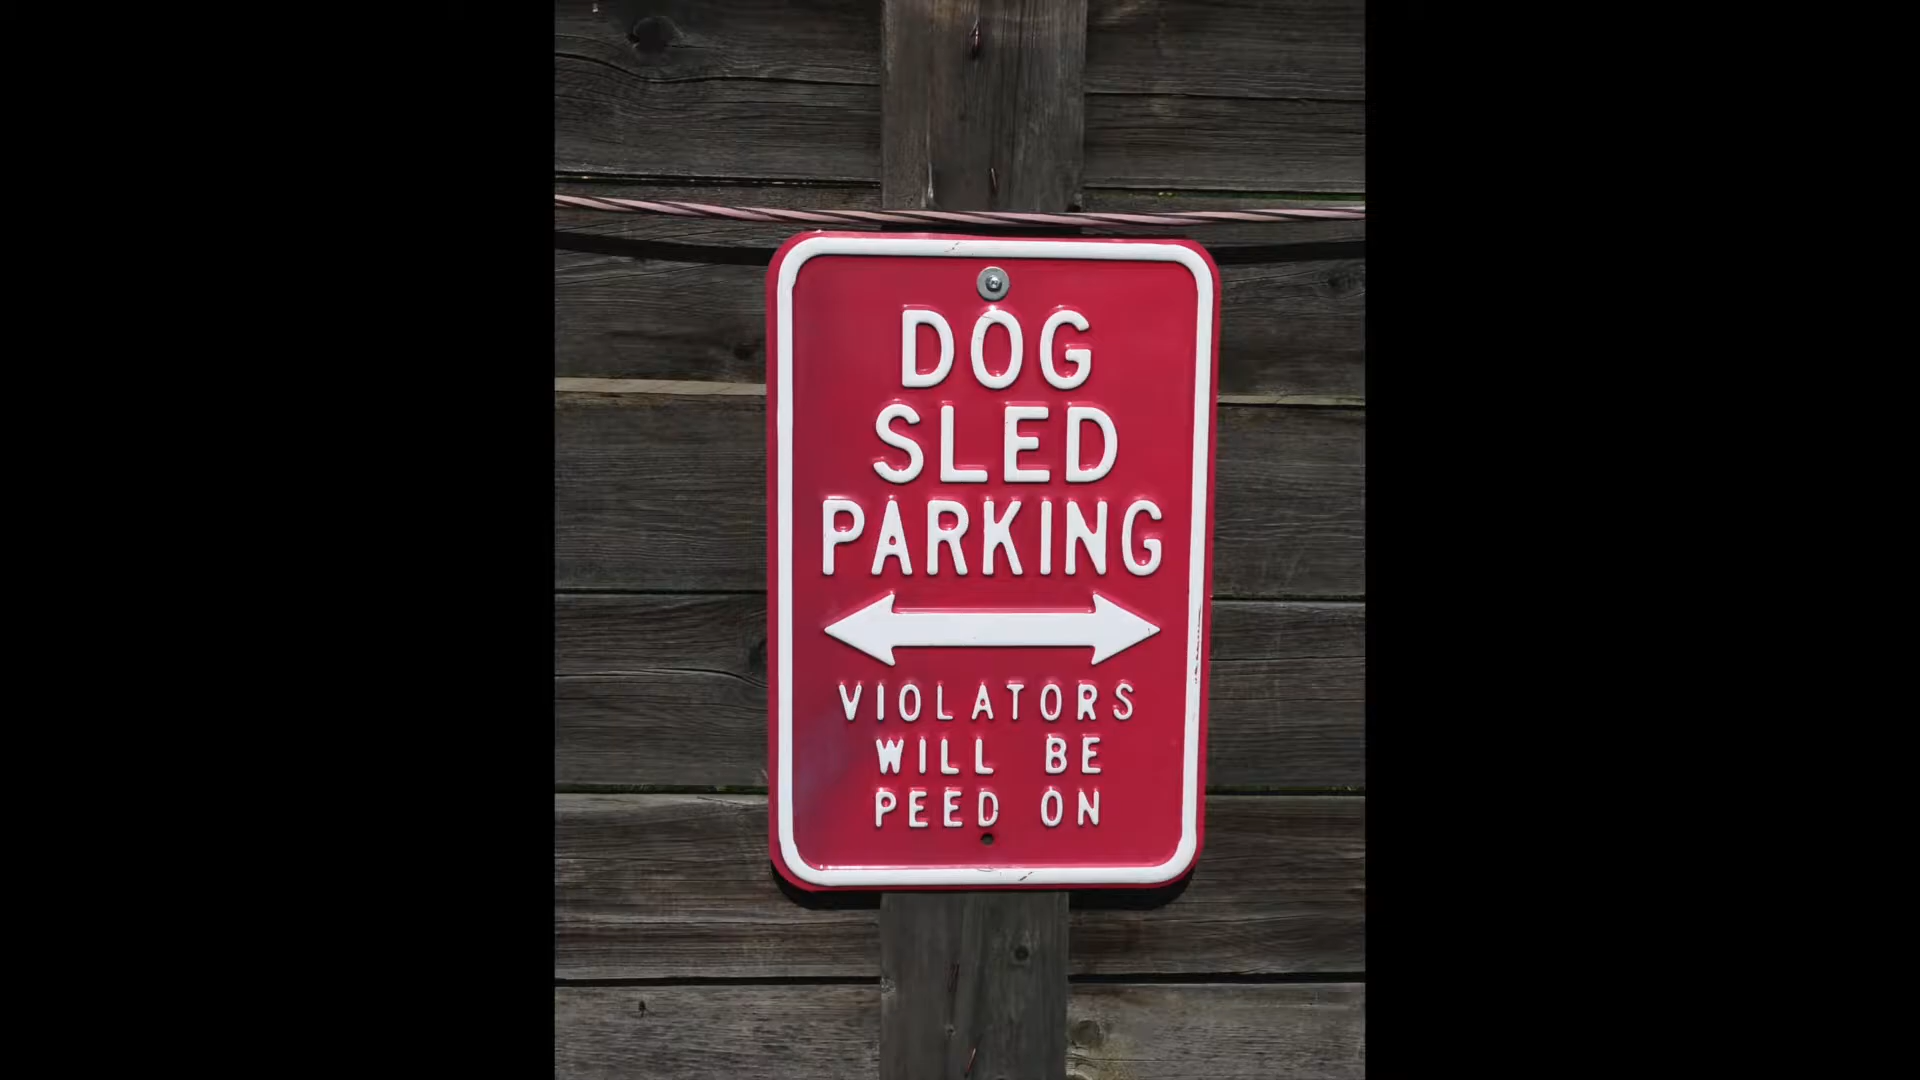 DOG
SLED
PARKING
VIOLATORS
WILL BE
PEED ON